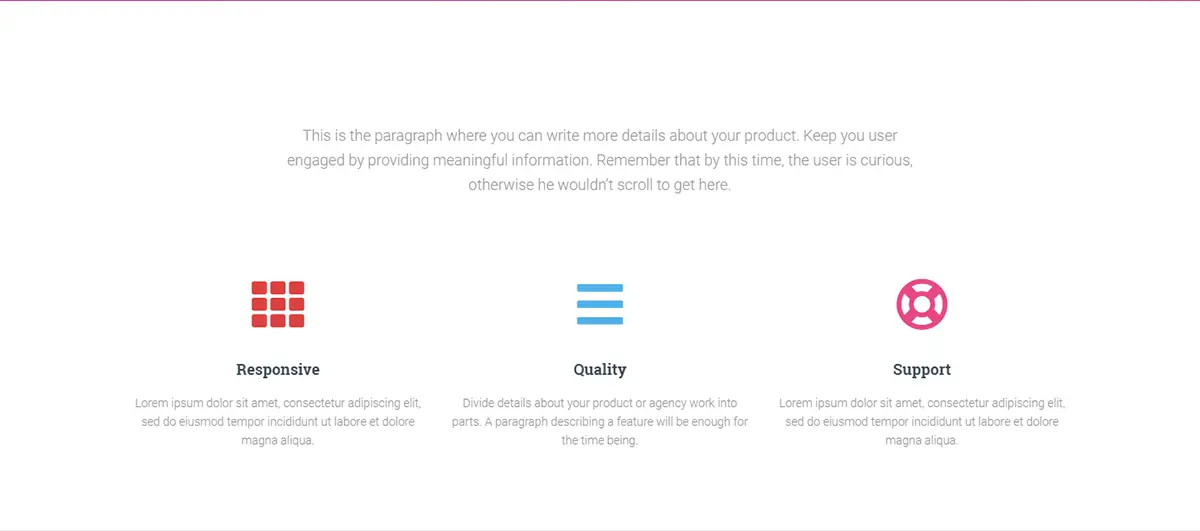 This is the paragraph where you can write more details about your product. Keep you user
engaged by providing meaningful information. Remember that by this time, the user is curious,
otherwise he wouldn't scroll to get here.
Responsive
Lorem ipsum dolor sit amet, consectetur adipiscing elit,
sed do eiusmod tempor incididunt ut labore et dolore
magna aliqua.
Quality
Divide details about your product or agency work into
parts. A paragraph describing a feature will be enough for
the time being.
Support
Lorem ipsum dolor sit amet, consectetur adipiscing elit,
sed do eiusmod tempor incididunt ut labore et dolore
magna aliqua.